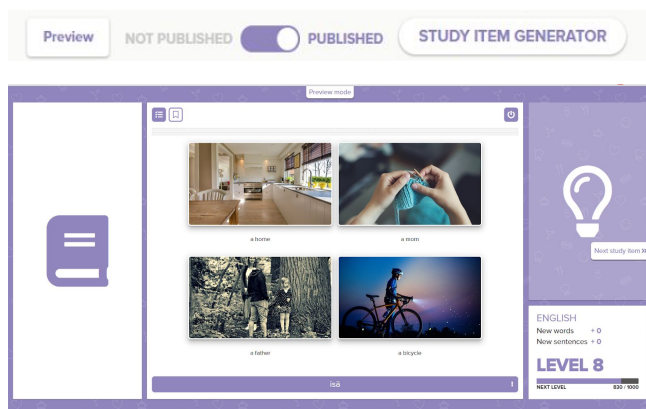 Preview
NOT PUBLISHED PUBLISHED
STUDY ITEM GENERATOR
Preview mode
a home
a mom
a father
a bicycle
isä
Next study item
ENGLISH
New words + 0
New sentences + 0
LEVEL 8
NEXT LEVEL 830 / 1000